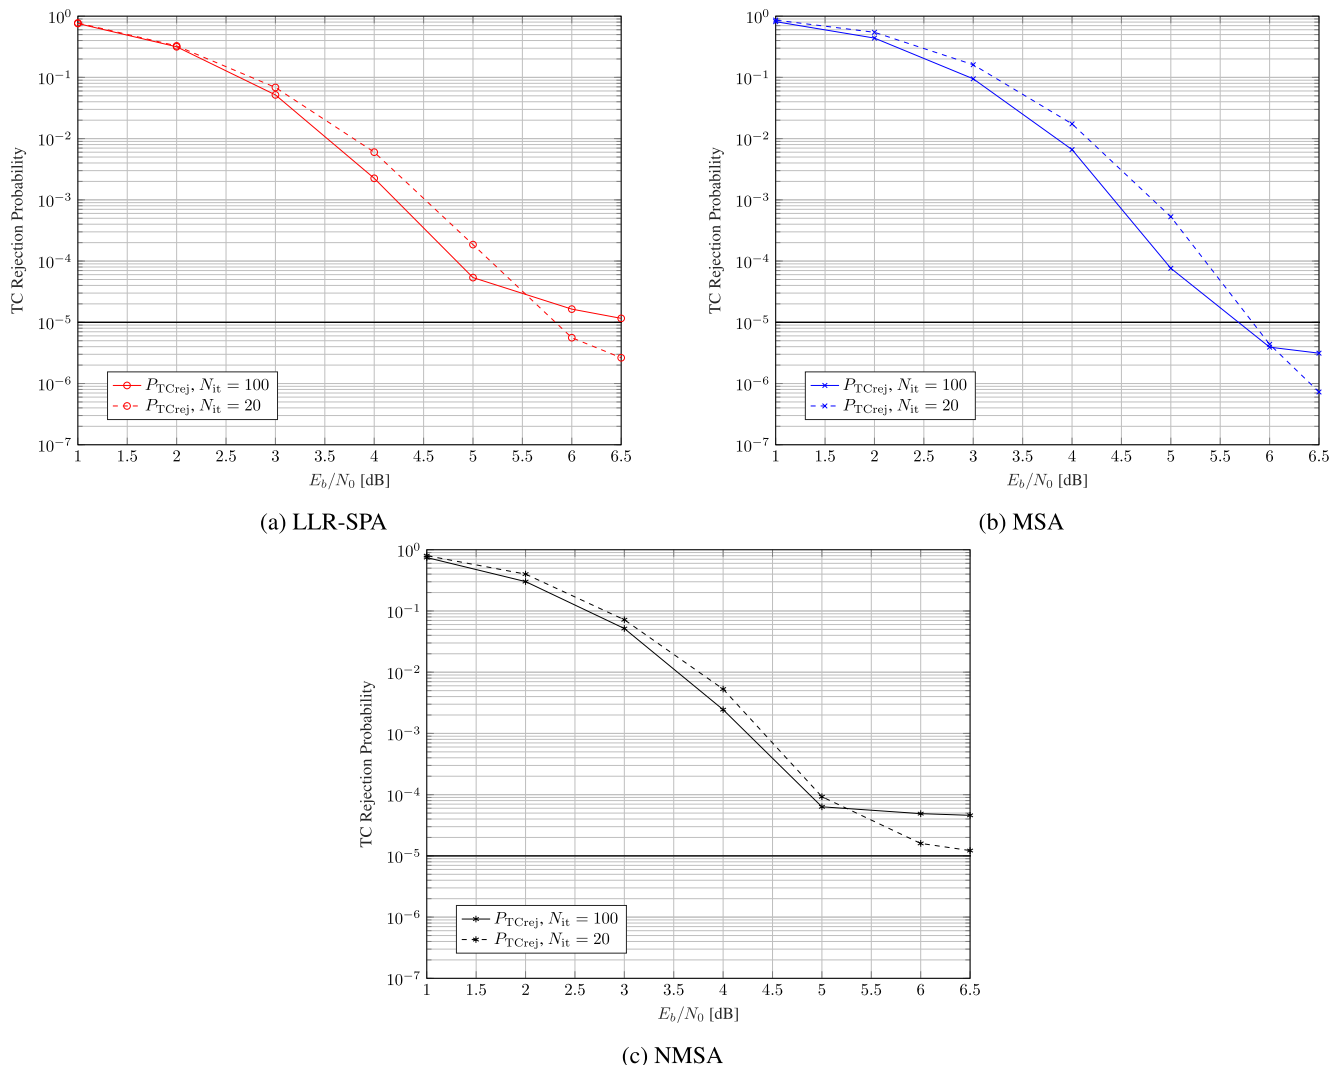 10^0
10^-1
10^-2
10^-3
10^-4
10^-5
10^-6
10^-7
TC Rejection Probability
P_TCrej, N_it = 100
P_TCrej, N_it = 20
1 1.5 2 2.5 3 3.5 4 4.5 5 5.5 6 6.5
E_b/N_0 [dB]
(a) LLR-SPA
10^0
10^-1
10^-2
10^-3
10^-4
10^-5
10^-6
10^-7
TC Rejection Probability
P_TCrej, N_it = 100
P_TCrej, N_it = 20
1 1.5 2 2.5 3 3.5 4 4.5 5 5.5 6 6.5
E_b/N_0 [dB]
(b) MSA
10^0
10^-1
10^-2
10^-3
10^-4
10^-5
10^-6
10^-7
TC Rejection Probability
P_TCrej, N_it = 100
P_TCrej, N_it = 20
1 1.5 2 2.5 3 3.5 4 4.5 5 5.5 6 6.5
E_b/N_0 [dB]
(c) NMSA